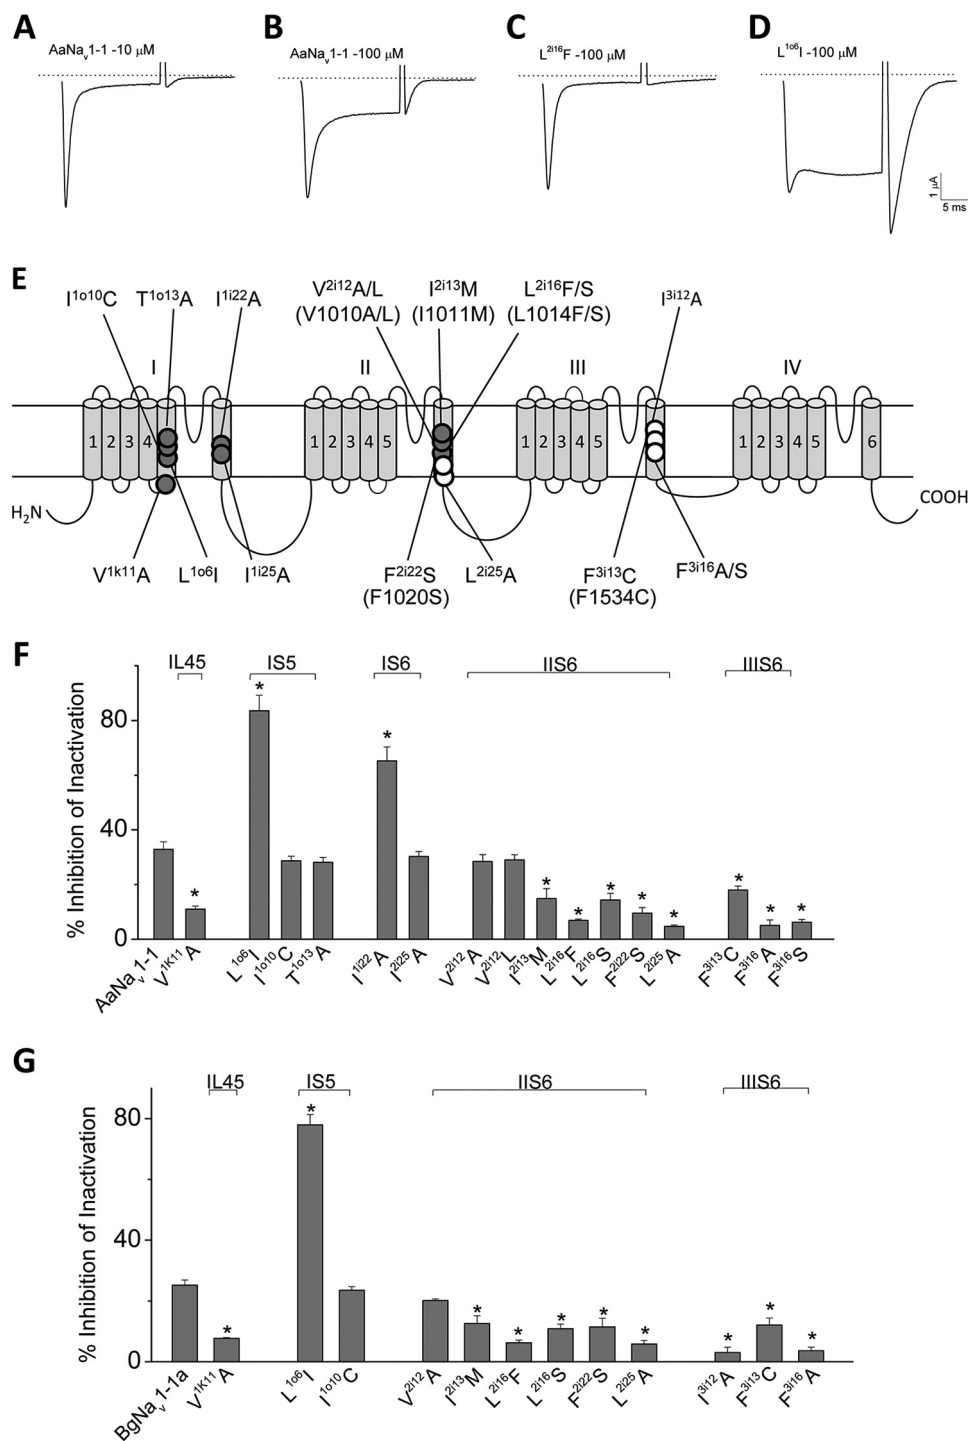 A
AaNaᵥ1-1 -10 μM
B
AaNaᵥ1-1 -100 μM
C
L²ⁱ¹⁶F -100 μM
D
L¹ᵒ⁶I -100 μM
1 μA
5 ms
E
I¹ᵒ¹⁰C T¹ᵒ¹³A I¹ⁱ²²A V²ⁱ¹²A/L I²ⁱ¹³M L²ⁱ¹⁶F/S I³ⁱ¹²A
(V1010A/L) (I1011M) (L1014F/S)
I II III IV
1 2 3 4 1 2 3 4 5 1 2 3 4 5 1 2 3 4 5 6
H₂N COOH
V¹ᵏ¹¹A L¹ᵒ⁶I I¹ⁱ²⁵A F²ⁱ²²S L²ⁱ²⁵A F³ⁱ¹³C F³ⁱ¹⁶A/S
(F1020S) (F1534C)
F
IL45 IS5 IS6 IIS6 IIIS6
% Inhibition of Inactivation
80
40
0
* * * * * * * * * * *
AaNaᵥ1-1 V¹ᴷ¹¹A L¹ᵒ⁶I I¹ᵒ¹⁰C T¹ᵒ¹³A I¹ⁱ²²A I²ⁱ²⁵A V²ⁱ¹²A V²ⁱ¹²L I²ⁱ¹³M L²ⁱ¹⁶F L²ⁱ¹⁶S F²ⁱ²²S L²ⁱ²⁵A F³ⁱ¹³C F³ⁱ¹⁶A F³ⁱ¹⁶S
G
IL45 IS5 IIS6 IIIS6
% Inhibition of Inactivation
80
40
0
* * * * * * * * * *
BgNaᵥ1-1a V¹ᴷ¹¹A L¹ᵒ⁶I I¹ᵒ¹⁰C V²ⁱ¹²A I²ⁱ¹³M L²ⁱ¹⁶F L²ⁱ¹⁶S F²ⁱ²²S L²ⁱ²⁵A I³ⁱ¹²A F³ⁱ¹³C F³ⁱ¹⁶A